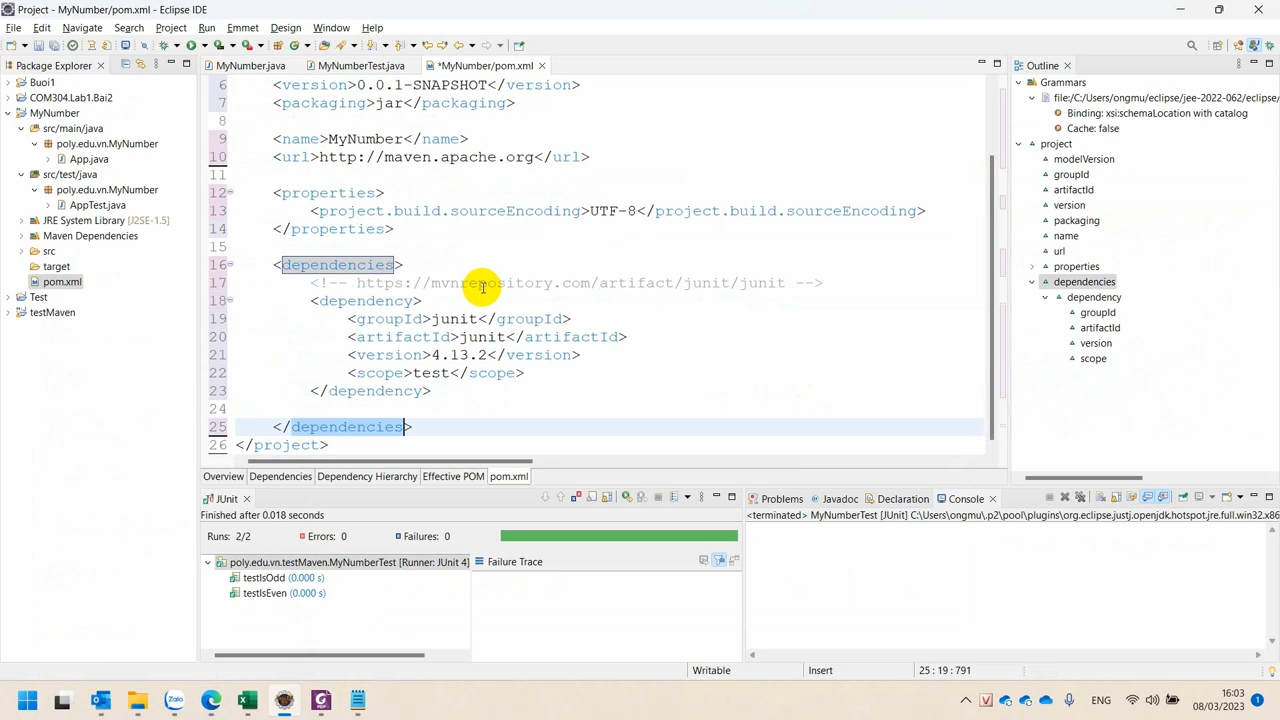 Project - MyNumber/pom.xml - Eclipse IDE
File Edit Navigate Search Project Run Emmet Design Window Help
Package Explorer
Buoi1
COM304.Lab1.Bai2
MyNumber
src/main/java
poly.edu.vn.MyNumber
App.java
src/test/java
poly.edu.vn.MyNumber
AppTest.java
JRE System Library [J2SE-1.5]
Maven Dependencies
src
target
pom.xml
Test
testMaven
MyNumber.java MyNumberTest.java *MyNumber/pom.xml
6 <version>0.0.1-SNAPSHOT</version>
7 <packaging>jar</packaging>
8
9 <name>MyNumber</name>
10 <url>http://maven.apache.org</url>
11
12 <properties>
13 <project.build.sourceEncoding>UTF-8</project.build.sourceEncoding>
14 </properties>
15
16 <dependencies>
17 <!-- https://mvnrepository.com/artifact/junit/junit -->
18 <dependency>
19 <groupId>junit</groupId>
20 <artifactId>junit</artifactId>
21 <version>4.13.2</version>
22 <scope>test</scope>
23 </dependency>
24
25 </dependencies>
26 </project>
Overview Dependencies Dependency Hierarchy Effective POM pom.xml
Outline
Grammars
file:/C:/Users/ongmu/eclipse/jee-2022-062/eclipse/
Binding: xsi:schemaLocation with catalog
Cache: false
project
modelVersion
groupId
artifactId
version
packaging
name
url
properties
dependencies
dependency
groupId
artifactId
version
scope
JUnit
Finished after 0.018 seconds
Runs: 2/2 Errors: 0 Failures: 0
poly.edu.vn.testMaven.MyNumberTest [Runner: JUnit 4]
testIsOdd (0.000 s)
testIsEven (0.000 s)
Failure Trace
Problems Javadoc Declaration Console
<terminated> MyNumberTest [JUnit] C:\Users\ongmu\.p2\pool\plugins\org.eclipse.justj.openjdk.hotspot.jre.full.win32.x86
Writable Insert 25 : 19 : 791
ENG
16:03
08/03/2023
1